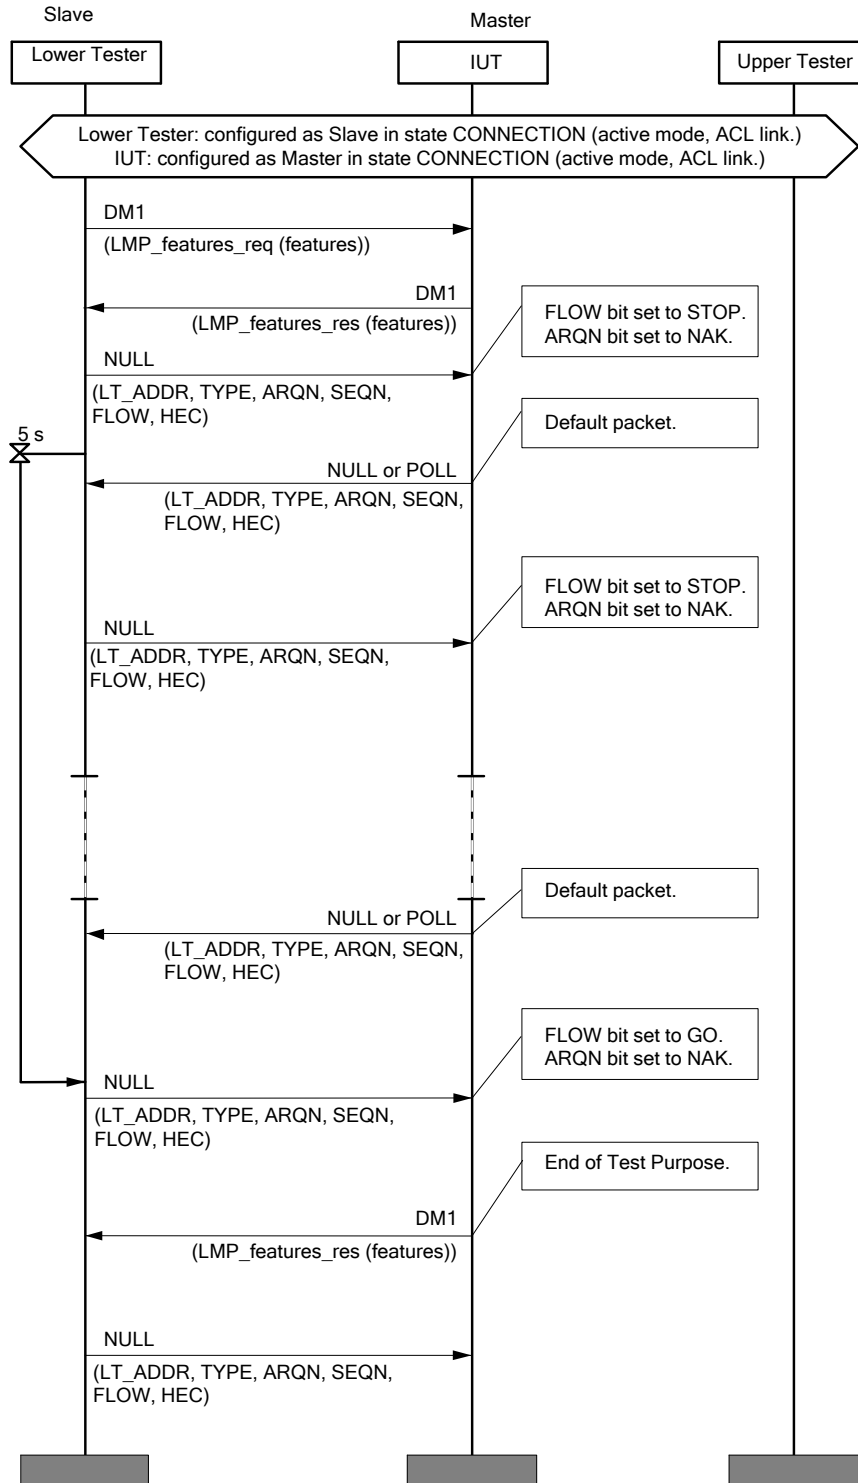 Slave
Master
Lower Tester
IUT
Upper Tester
Lower Tester: configured as Slave in state CONNECTION (active mode, ACL link.)
IUT: configured as Master in state CONNECTION (active mode, ACL link.)
DM1
(LMP_features_req (features))
DM1
(LMP_features_res (features))
FLOW bit set to STOP.
ARQN bit set to NAK.
NULL
(LT_ADDR, TYPE, ARQN, SEQN,
FLOW, HEC)
Default packet.
5 s
NULL or POLL
(LT_ADDR, TYPE, ARQN, SEQN,
FLOW, HEC)
FLOW bit set to STOP.
ARQN bit set to NAK.
NULL
(LT_ADDR, TYPE, ARQN, SEQN,
FLOW, HEC)
Default packet.
NULL or POLL
(LT_ADDR, TYPE, ARQN, SEQN,
FLOW, HEC)
FLOW bit set to GO.
ARQN bit set to NAK.
NULL
(LT_ADDR, TYPE, ARQN, SEQN,
FLOW, HEC)
End of Test Purpose.
DM1
(LMP_features_res (features))
NULL
(LT_ADDR, TYPE, ARQN, SEQN,
FLOW, HEC)